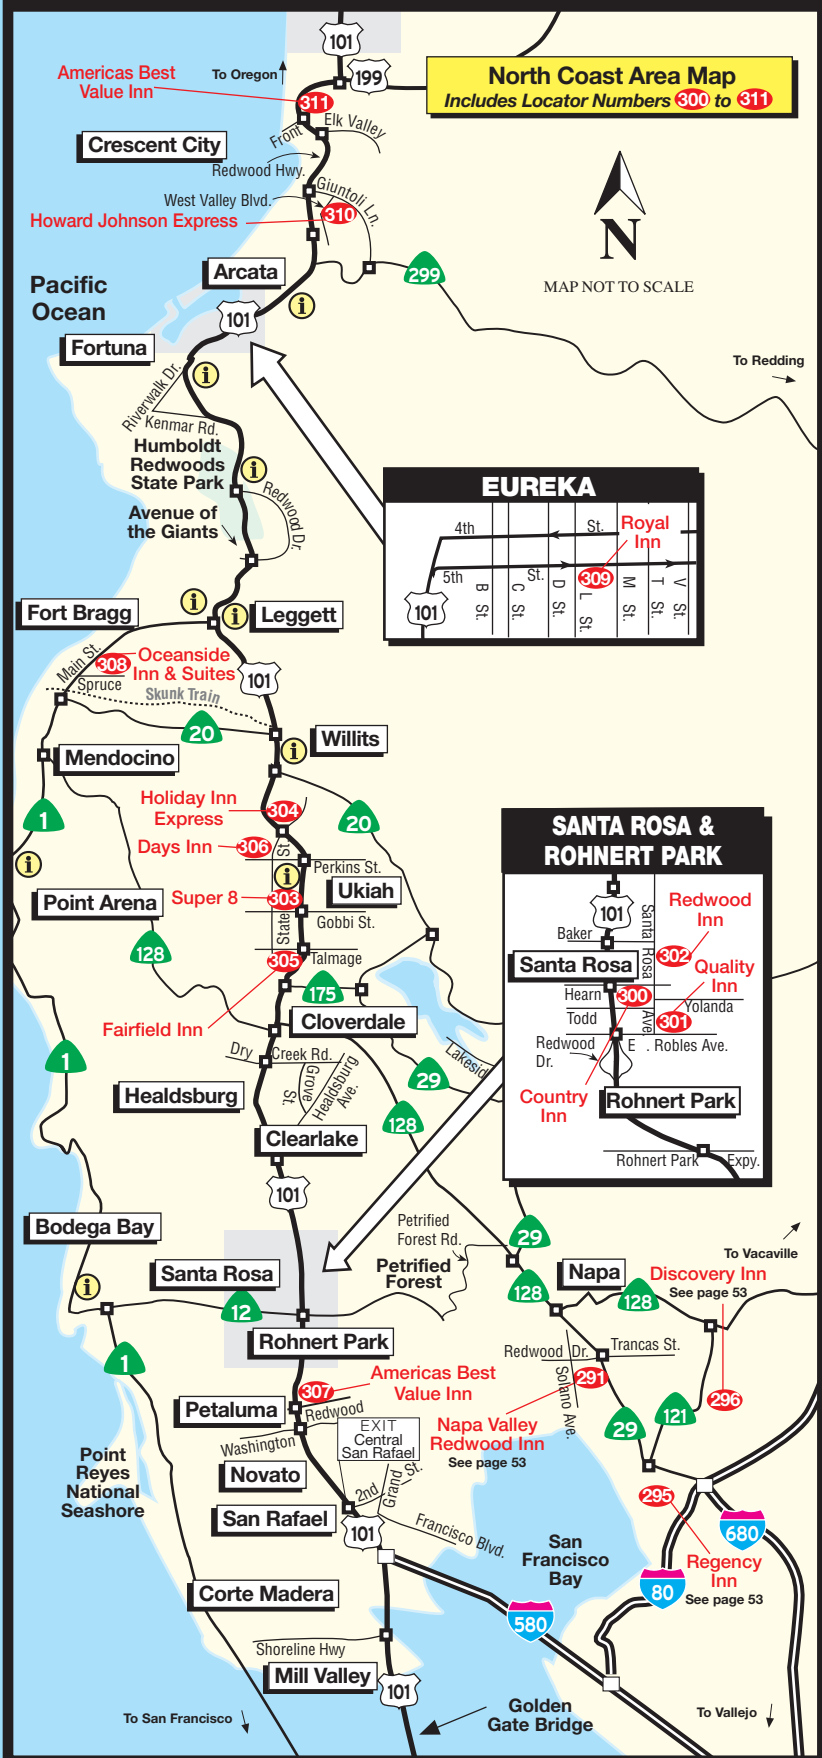 101
199
To Oregon
North Coast Area Map
Includes Locator Numbers 300 to 311
Americas Best
Value Inn
311
Front
Elk Valley
Crescent City
Redwood Hwy.
West Valley Blvd.
Giuntoli Ln.
Howard Johnson Express
310
N
MAP NOT TO SCALE
Arcata
299
Pacific
Ocean
i
101
Fortuna
To Redding
i
Riverwalk Dr.
Kenmar Rd.
Humboldt
Redwoods
State Park
i
Redwood Dr.
Avenue of
the Giants
EUREKA
4th
St.
Royal
Inn
5th
St.
309
101
B St.
C St.
D St.
L St.
M St.
T St.
V St.
i
i
Fort Bragg
Leggett
Main St.
308
Oceanside
Inn & Suites
Spruce
Skunk Train
101
20
Willits
i
Mendocino
1
Holiday Inn
Express
304
20
Days Inn
306
St.
i
Perkins St.
i
Ukiah
Super 8
303
Point Arena
Gobbi St.
State
128
305
Talmage
175
Fairfield Inn
Cloverdale
1
Dry
Creek Rd.
Grove St.
Healdsburg Ave.
Lakeside
29
Healdsburg
128
Clearlake
101
SANTA ROSA &
ROHNERT PARK
101
Santa Rosa Ave.
Redwood
Inn
Baker
302
Santa Rosa
Quality
Inn
Hearn
300
Yolanda
Todd
301
Redwood
Dr.
E . Robles Ave.
Country
Inn
Rohnert Park
Rohnert Park
Expy.
Bodega Bay
i
Petrified
Forest Rd.
29
Petrified
Forest
To Vacaville
Santa Rosa
12
Napa
128
128
Discovery Inn
See page 53
Rohnert Park
1
Redwood Dr.
Trancas St.
Solano Ave.
291
307
Americas Best
Value Inn
Petaluma
Redwood
Washington
EXIT
Central
San Rafael
Napa Valley
Redwood Inn
See page 53
29
121
296
Point
Reyes
National
Seashore
Novato
2nd
St.
Grand
San Rafael
101
Francisco Blvd.
295
680
San
Francisco
Bay
Regency
Inn
See page 53
80
Corte Madera
580
Shoreline Hwy
Mill Valley
101
Golden
Gate Bridge
To San Francisco
To Vallejo